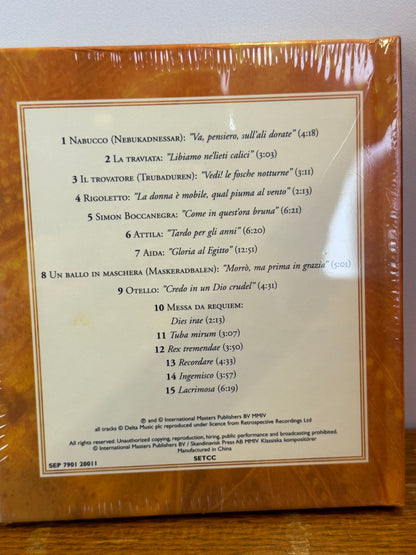 1 Nabucco (Nebukadnessar): "Va, pensiero, sull'ali dorate" (4:18)
2 La traviata: "Libiamo ne'lieti calici" (3:03)
3 Il trovatore (Trubaduren): "Vedi! le fosche notturne" (3:11)
4 Rigoletto: "La donna è mobile, qual piuma al vento" (2:13)
5 Simon Boccanegra: "Come in quest'ora bruna" (6:21)
6 Attila: "Tardo per gli anni" (6:20)
7 Aida: "Gloria al Egitto" (12:51)
8 Un ballo in maschera (Maskeradbalen): "Morrò, ma prima in grazia" (5:01)
9 Otello: "Credo in un Dio crudel" (4:31)
10 Messa da requiem:
Dies irae (2:13)
11 Tuba mirum (3:07)
12 Rex tremendae (3:50)
13 Recordare (4:33)
14 Ingemisco (3:57)
15 Lacrimosa (6:19)
℗ and © International Masters Publishers BV MMIV
all tracks © Delta Music plc reproduced under licence from Retrospective Recordings Ltd
All rights reserved. Unauthorized copying, reproduction, hiring, public performance and broadcasting prohibited.
© International Masters Publishers BV / Skandinavisk Press AB MMIV Klassiska kompositörer
Manufactured in China
SEP 7901 20011
SETCC